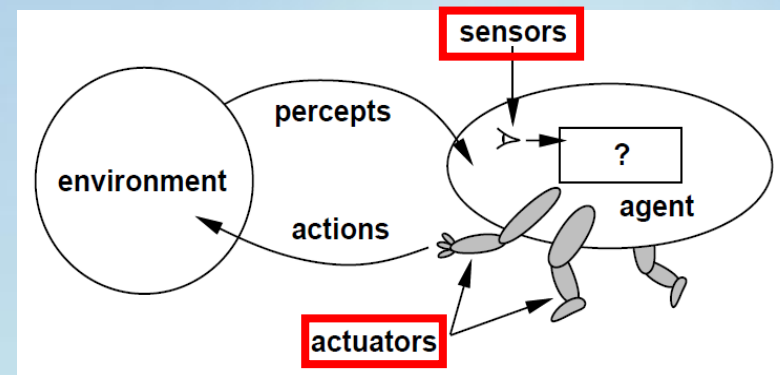 sensors
percepts
?
environment
agent
actions
actuators